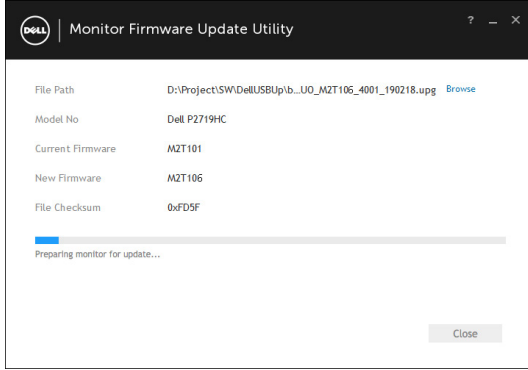 DELL Monitor Firmware Update Utility ? _ ×
File Path D:\Project\SW\DellUSBUp\b...UO_M2T106_4001_190218.upg Browse
Model No Dell P2719HC
Current Firmware M2T101
New Firmware M2T106
File Checksum 0xFD5F
Preparing monitor for update...
Close